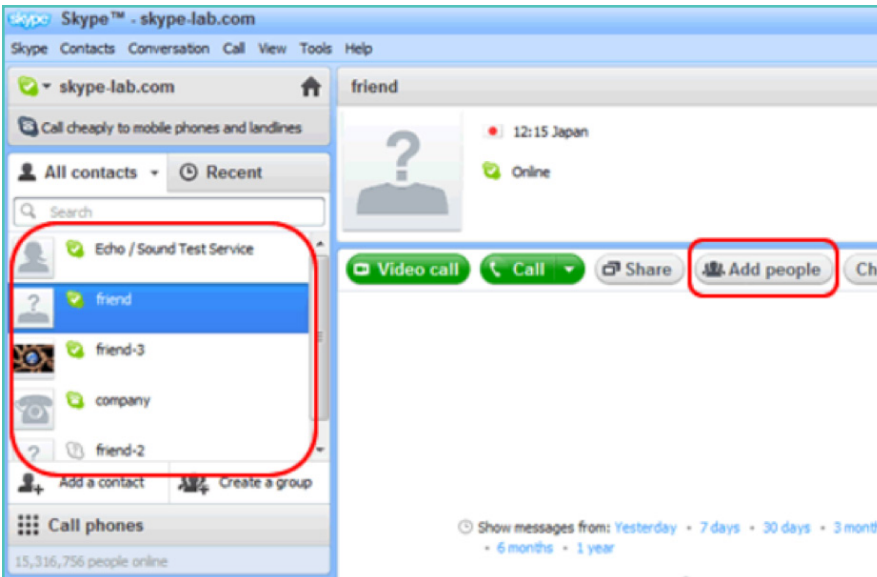 skype Skype™ - skype-lab.com
Skype Contacts Conversation Call View Tools Help
skype-lab.com
Call cheaply to mobile phones and landlines
All contacts Recent
Search
Echo / Sound Test Service
friend
friend-3
company
friend-2
Add a contact Create a group
Call phones
15,316,756 people online
friend
12:15 Japan
Online
Video call Call Share Add people Ch
Show messages from: Yesterday • 7 days • 30 days • 3 month
• 6 months • 1 year